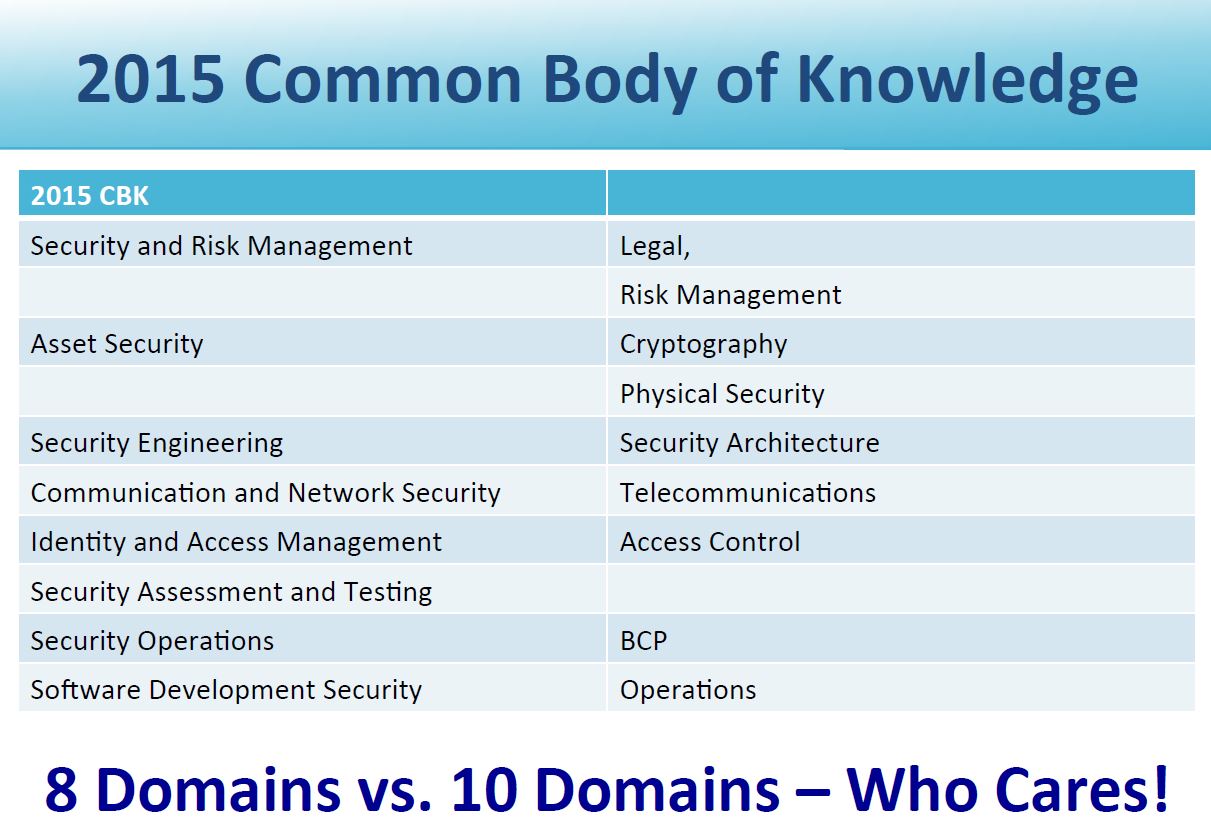 2015 Common Body of Knowledge
2015 CBK
Security and Risk Management Legal,
Risk Management
Asset Security Cryptography
Physical Security
Security Engineering Security Architecture
Communication and Network Security Telecommunications
Identity and Access Management Access Control
Security Assessment and Testing
Security Operations BCP
Software Development Security Operations
8 Domains vs. 10 Domains – Who Cares!